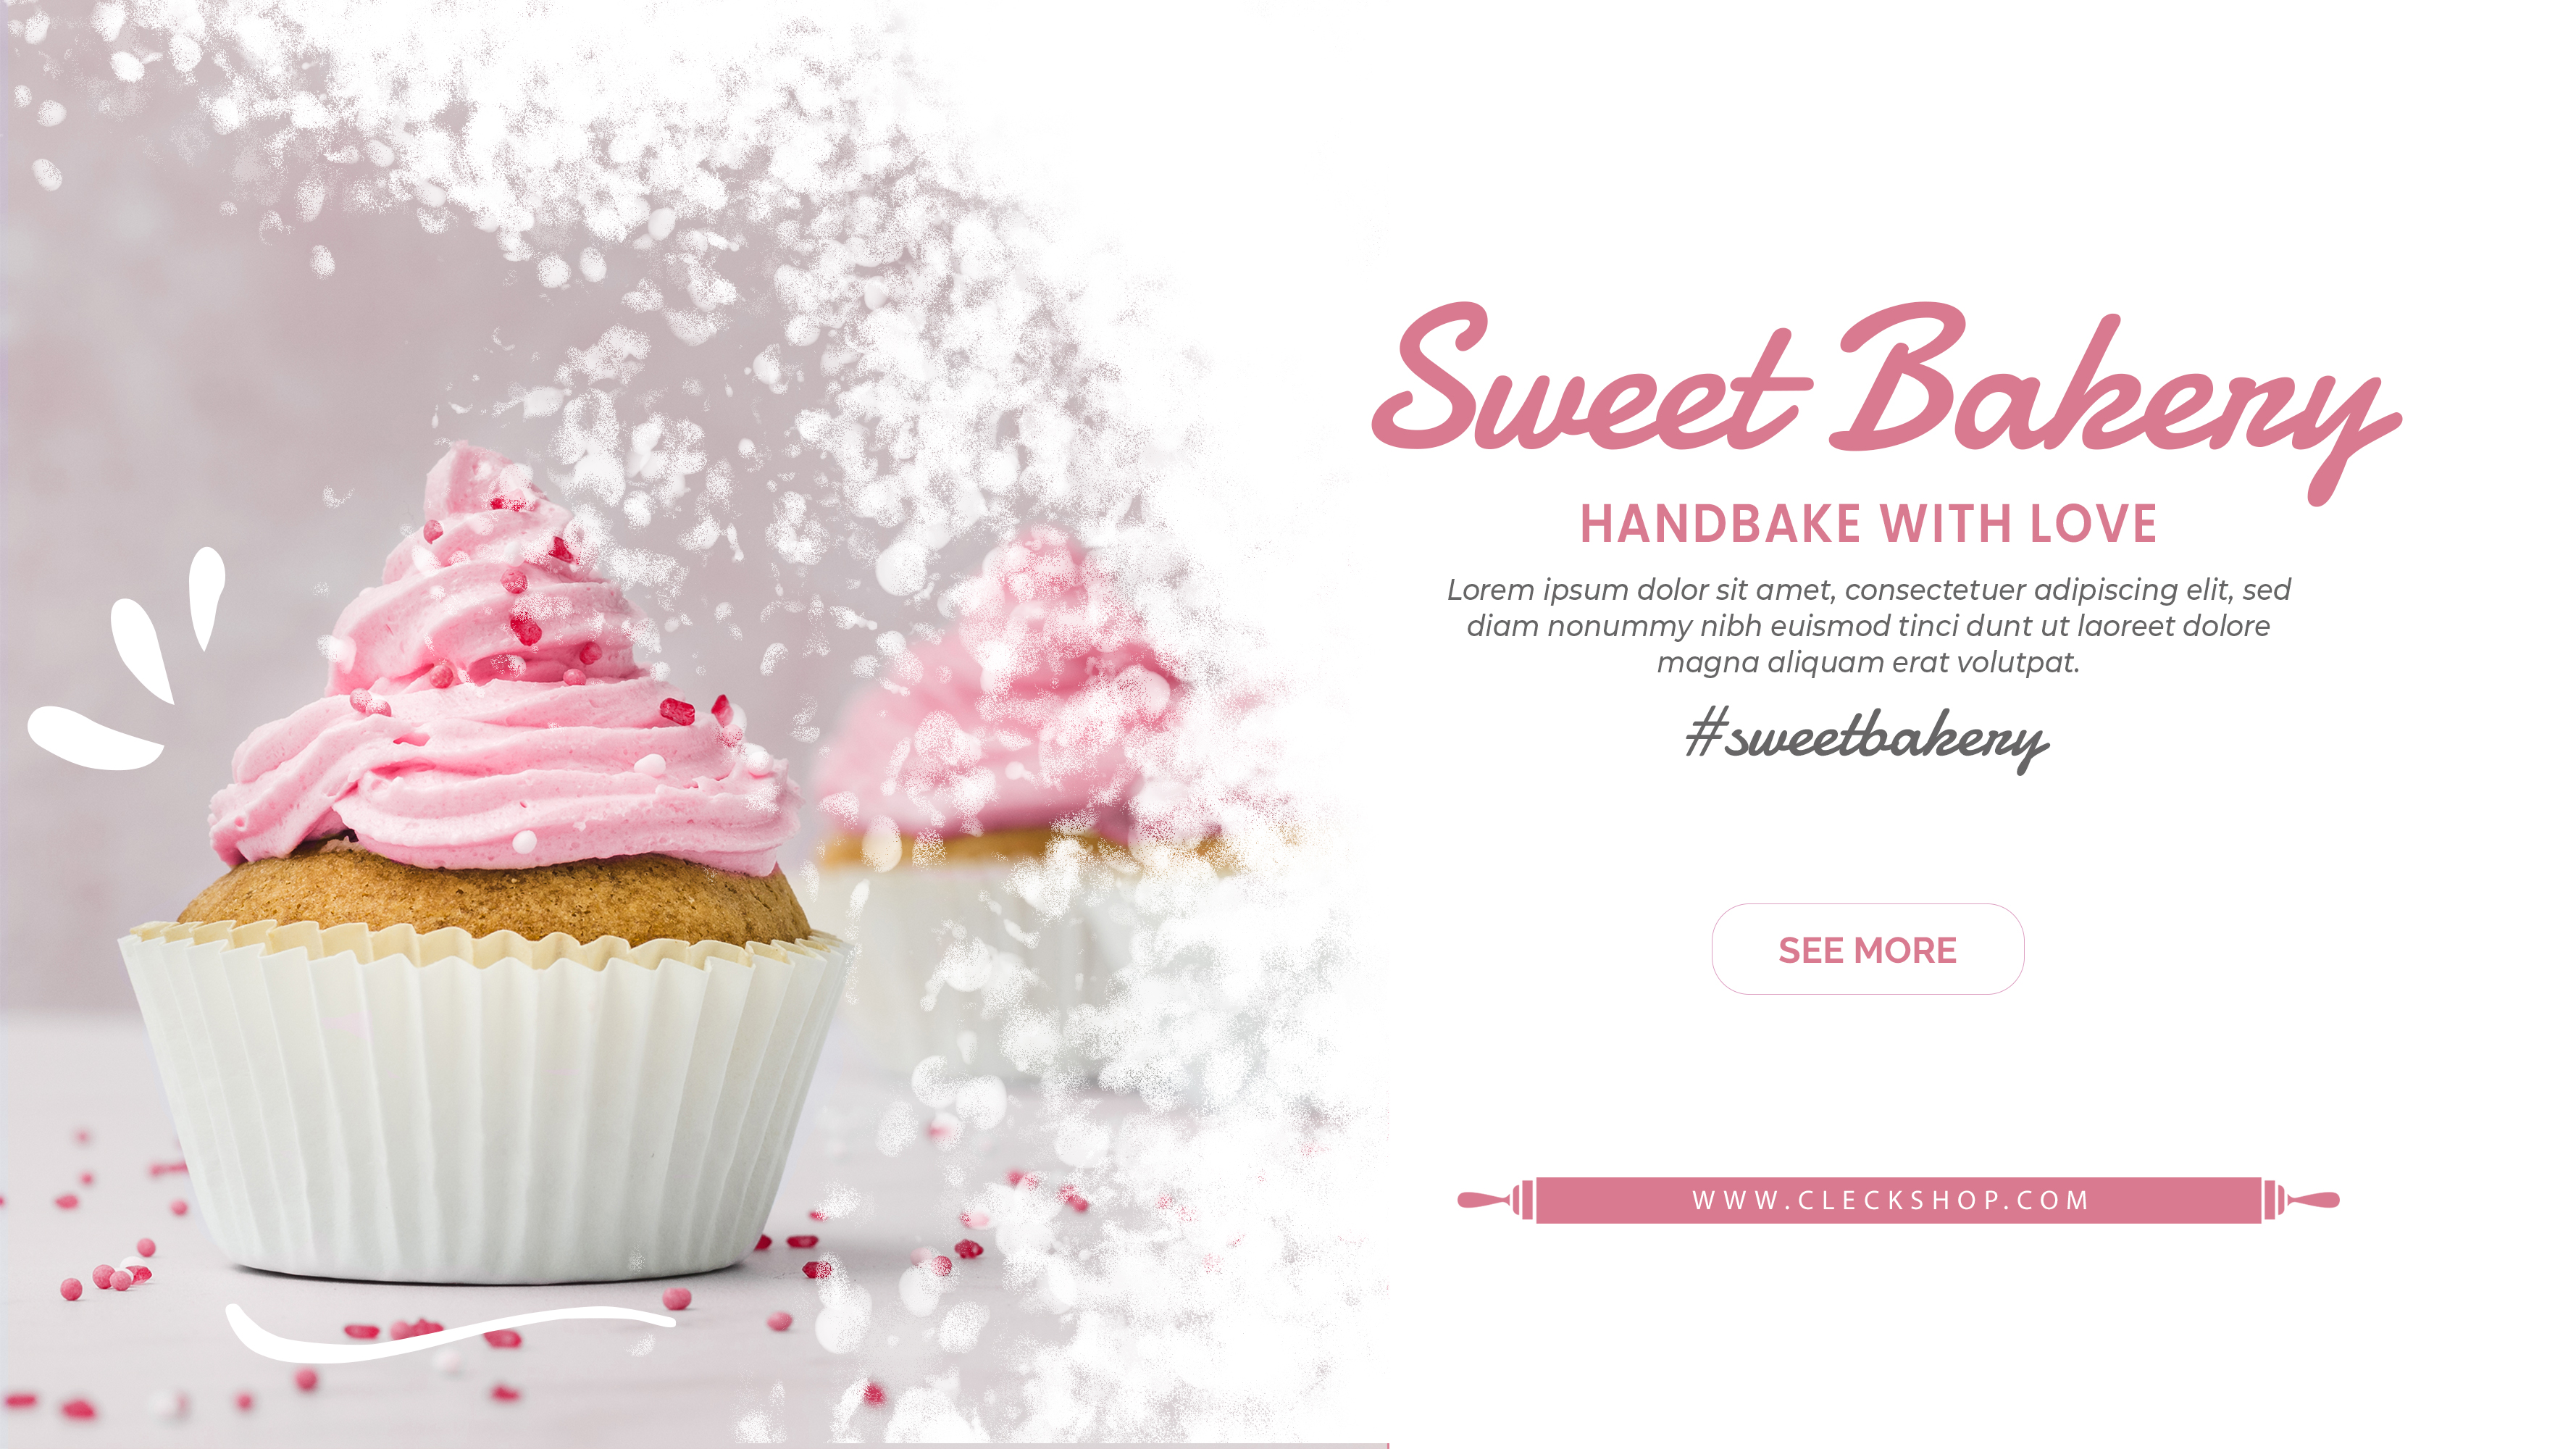 Sweet Bakery
HANDBAKE WITH LOVE
Lorem ipsum dolor sit amet, consectetuer adipiscing elit, sed
diam nonummy nibh euismod tinci dunt ut laoreet dolore
magna aliquam erat volutpat.
#sweetbakery
SEE MORE
WWW.CLECKSHOP.COM